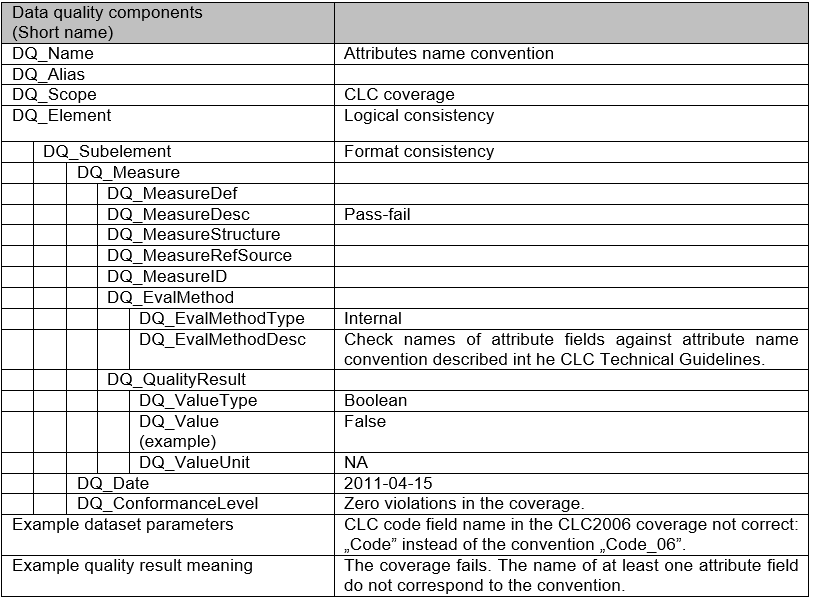 Data quality components
(Short name)
DQ_Name Attributes name convention
DQ_Alias
DQ_Scope CLC coverage
DQ_Element Logical consistency
DQ_Subelement Format consistency
DQ_Measure
DQ_MeasureDef
DQ_MeasureDesc Pass-fail
DQ_MeasureStructure
DQ_MeasureRefSource
DQ_MeasureID
DQ_EvalMethod
DQ_EvalMethodType Internal
DQ_EvalMethodDesc Check names of attribute fields against attribute name
convention described int he CLC Technical Guidelines.
DQ_QualityResult
DQ_ValueType Boolean
DQ_Value False
(example)
DQ_ValueUnit NA
DQ_Date 2011-04-15
DQ_ConformanceLevel Zero violations in the coverage.
Example dataset parameters CLC code field name in the CLC2006 coverage not correct:
„Code” instead of the convention „Code_06”.
Example quality result meaning The coverage fails. The name of at least one attribute field
do not correspond to the convention.